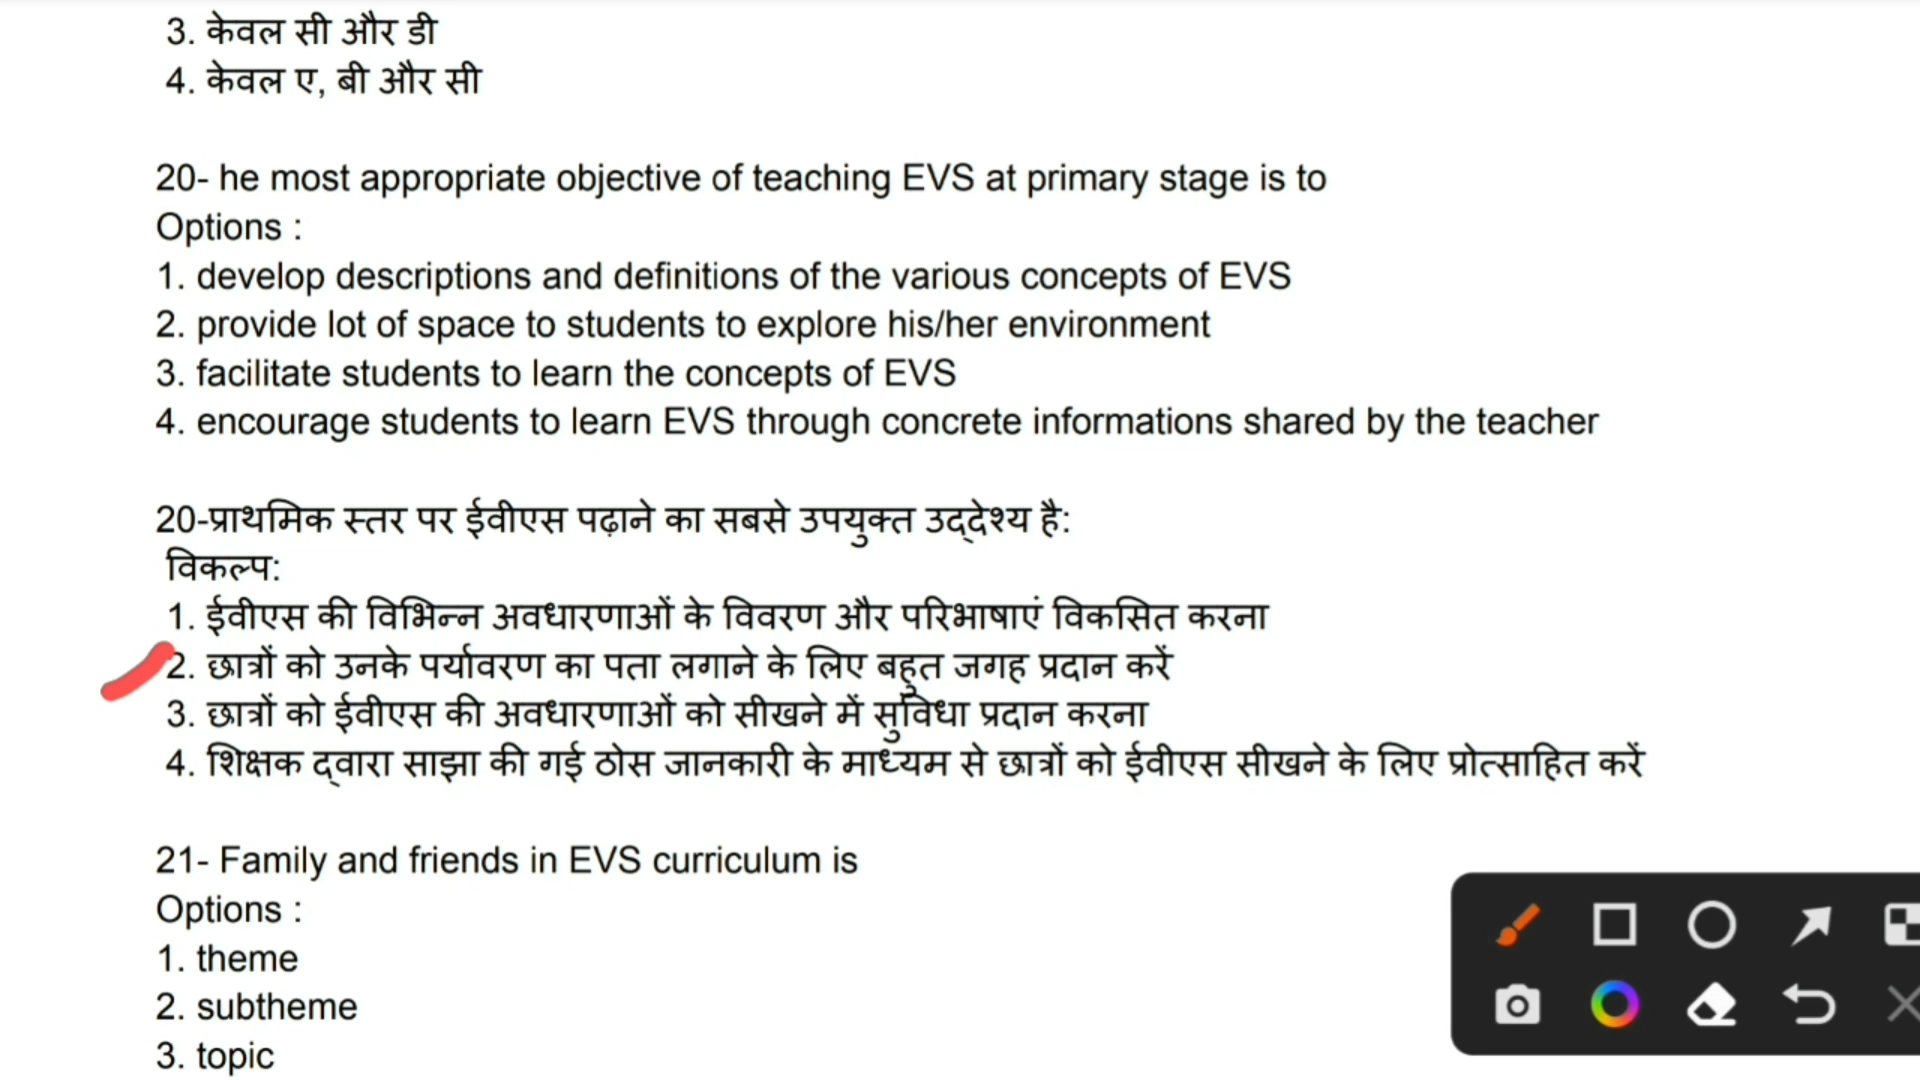 3. केवल सी और डी
4. केवल ए, बी और सी
20- he most appropriate objective of teaching EVS at primary stage is to
Options :
1. develop descriptions and definitions of the various concepts of EVS
2. provide lot of space to students to explore his/her environment
3. facilitate students to learn the concepts of EVS
4. encourage students to learn EVS through concrete informations shared by the teacher
20-प्राथमिक स्तर पर ईवीएस पढ़ाने का सबसे उपयुक्त उद्देश्य है:
विकल्प:
1. ईवीएस की विभिन्न अवधारणाओं के विवरण और परिभाषाएं विकसित करना
2. छात्रों को उनके पर्यावरण का पता लगाने के लिए बहुत जगह प्रदान करें
3. छात्रों को ईवीएस की अवधारणाओं को सीखने में सुविधा प्रदान करना
4. शिक्षक द्वारा साझा की गई ठोस जानकारी के माध्यम से छात्रों को ईवीएस सीखने के लिए प्रोत्साहित करें
21- Family and friends in EVS curriculum is
Options :
1. theme
2. subtheme
3. topic